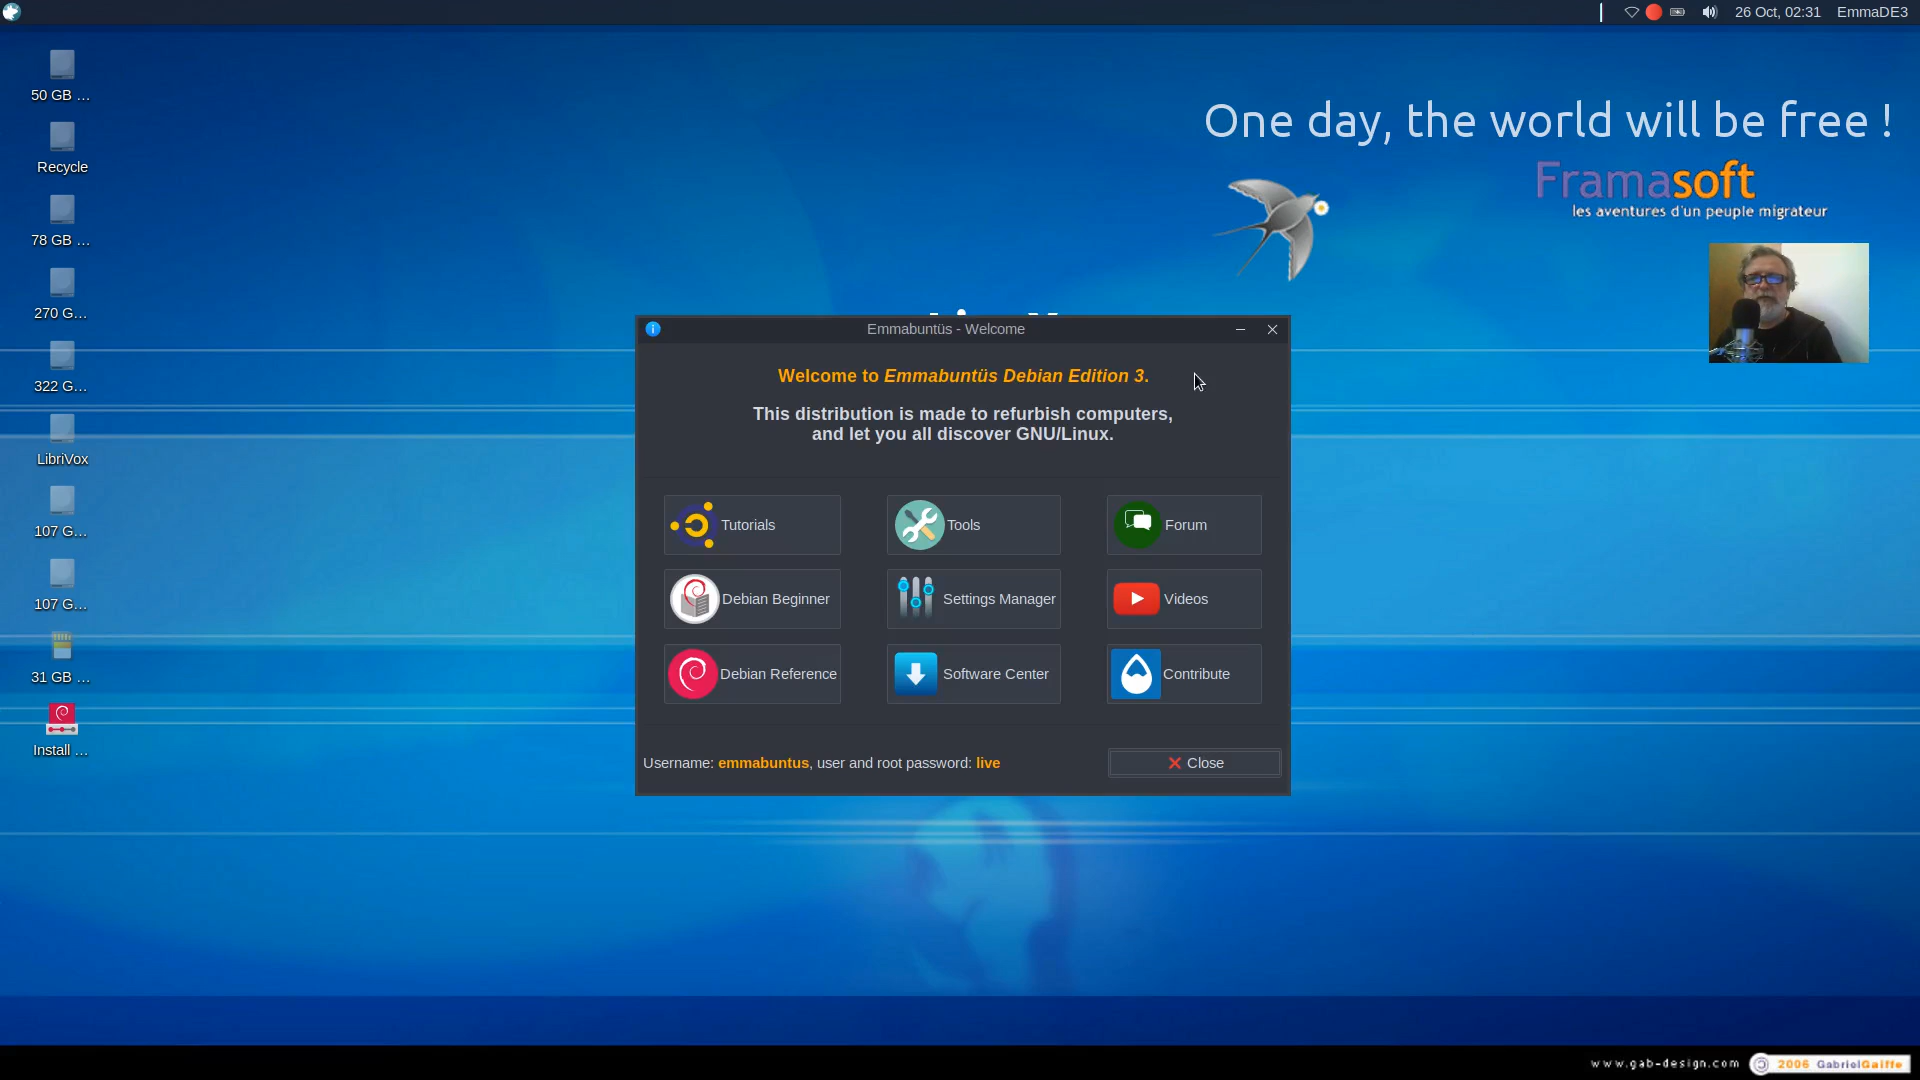 26 Oct, 02:31 EmmaDE3
50 GB ...
Recycle
78 GB ...
270 G...
322 G...
LibriVox
107 G...
107 G...
31 GB ...
Install ...
One day, the world will be free !
Framasoft
les aventures d'un peuple migrateur
Emmabuntüs - Welcome
Welcome to Emmabuntüs Debian Edition 3.
This distribution is made to refurbish computers,
and let you all discover GNU/Linux.
Tutorials
Tools
Forum
Debian Beginner
Settings Manager
Videos
Debian Reference
Software Center
Contribute
Username: emmabuntus, user and root password: live
Close
www.gab-design.com
© 2006 GabrielGaiffe